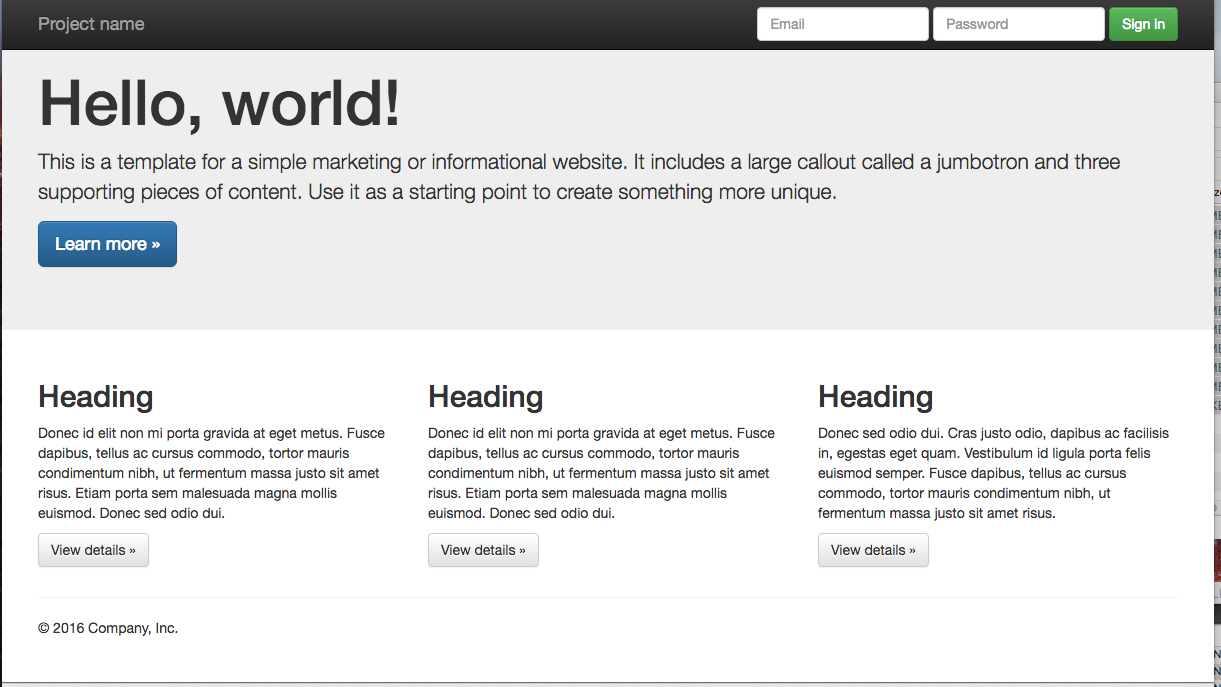 Project name
Email
Password
Sign in
Hello, world!
This is a template for a simple marketing or informational website. It includes a large callout called a jumbotron and three
supporting pieces of content. Use it as a starting point to create something more unique.
Learn more »
Heading
Donec id elit non mi porta gravida at eget metus. Fusce
dapibus, tellus ac cursus commodo, tortor mauris
condimentum nibh, ut fermentum massa justo sit amet
risus. Etiam porta sem malesuada magna mollis
euismod. Donec sed odio dui.
View details »
Heading
Donec id elit non mi porta gravida at eget metus. Fusce
dapibus, tellus ac cursus commodo, tortor mauris
condimentum nibh, ut fermentum massa justo sit amet
risus. Etiam porta sem malesuada magna mollis
euismod. Donec sed odio dui.
View details »
Heading
Donec sed odio dui. Cras justo odio, dapibus ac facilisis
in, egestas eget quam. Vestibulum id ligula porta felis
euismod semper. Fusce dapibus, tellus ac cursus
commodo, tortor mauris condimentum nibh, ut
fermentum massa justo sit amet risus.
View details »
© 2016 Company, Inc.